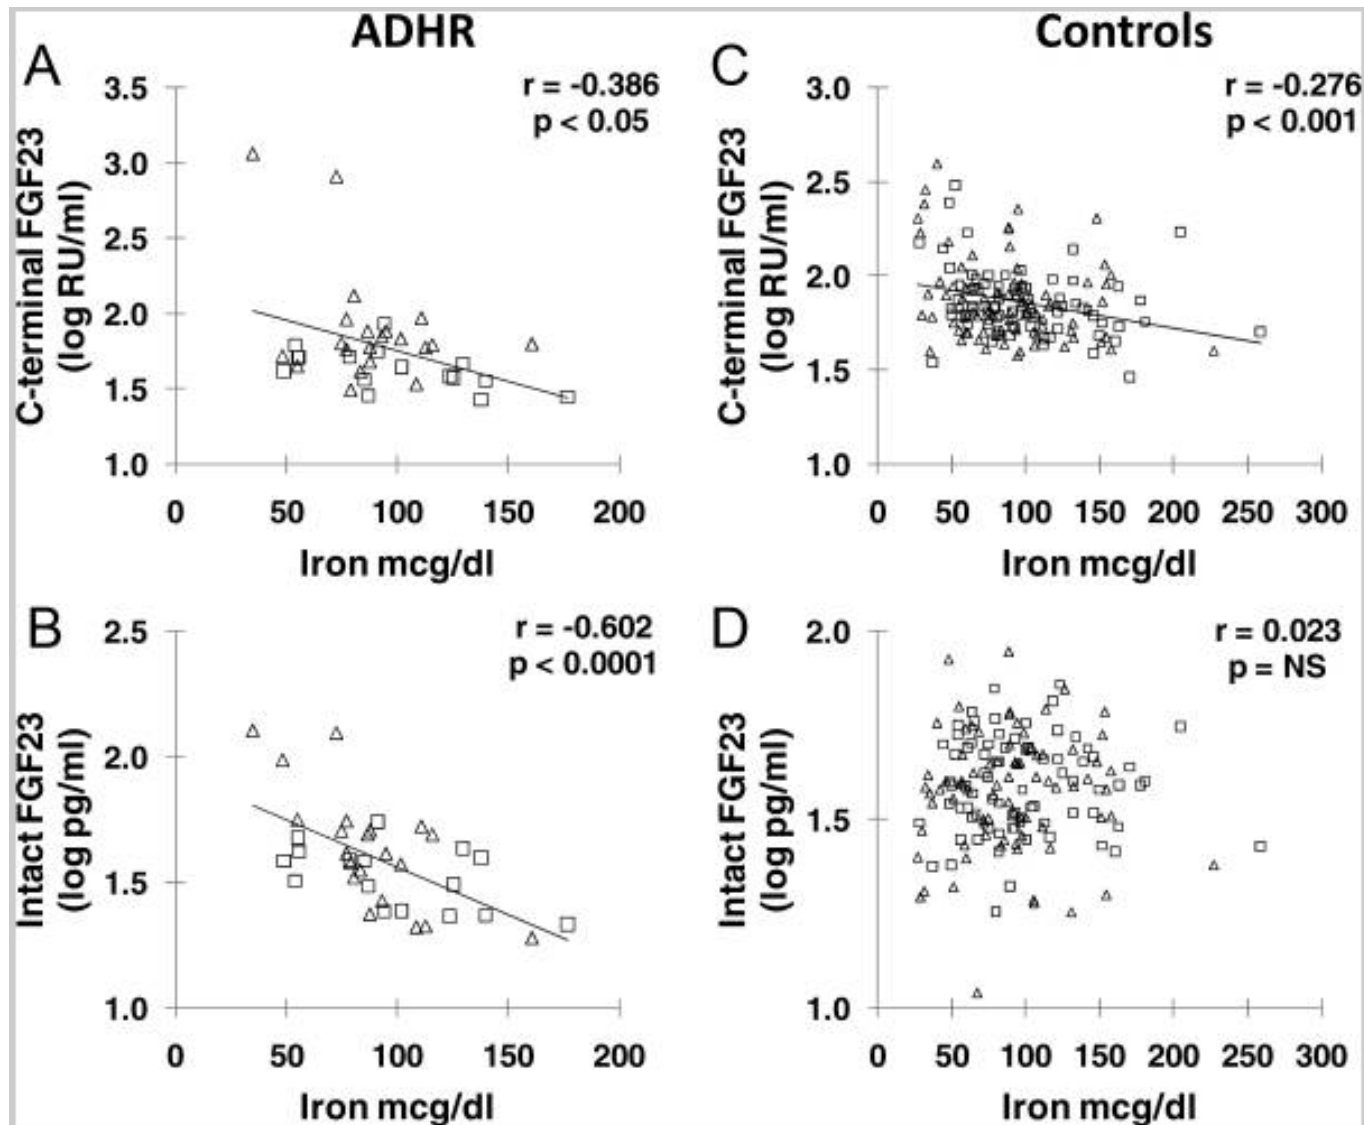 ADHR
Controls
A
r = -0.386
p < 0.05
C-terminal FGF23
(log RU/ml)
3.5
3.0
2.5
2.0
1.5
1.0
0 50 100 150 200
Iron mcg/dl
C
r = -0.276
p < 0.001
C-terminal FGF23
(log RU/ml)
3.0
2.5
2.0
1.5
1.0
0 50 100 150 200 250 300
Iron mcg/dl
B
r = -0.602
p < 0.0001
Intact FGF23
(log pg/ml)
2.5
2.0
1.5
1.0
0 50 100 150 200
Iron mcg/dl
D
r = 0.023
p = NS
Intact FGF23
(log pg/ml)
2.0
1.5
1.0
0 50 100 150 200 250 300
Iron mcg/dl